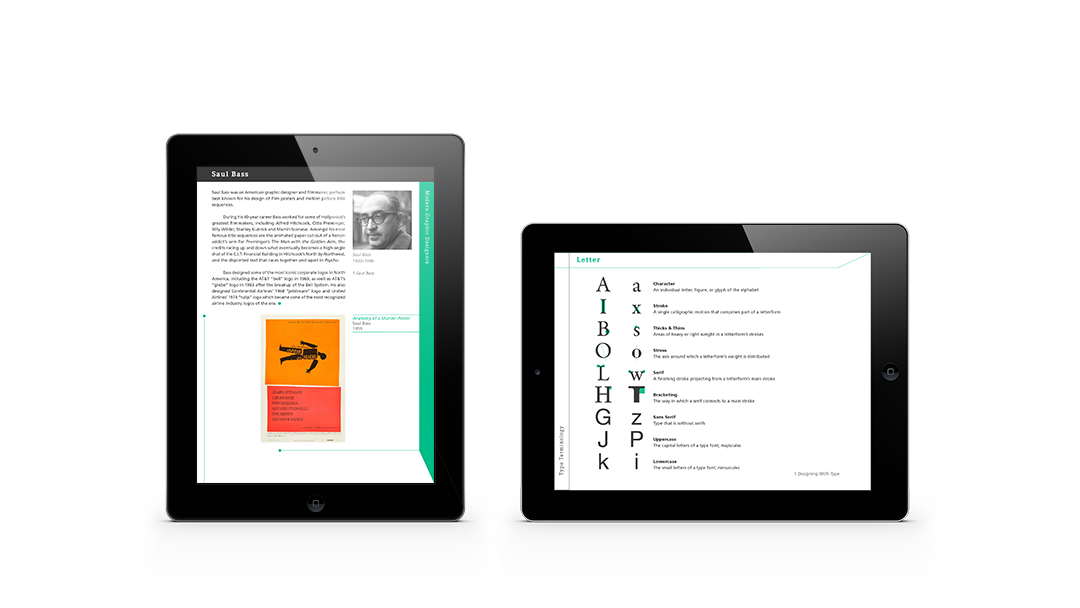 Saul Bass
Saul Bass was an American graphic designer and filmmaker, perhaps
best known for his design of film posters and motion picture title
sequences.
During his 40-year career Bass worked for some of Hollywood's
greatest filmmakers, including Alfred Hitchcock, Otto Preminger,
Billy Wilder, Stanley Kubrick and Martin Scorsese. Amongst his most
famous title sequences are the animated paper cut-out of a heroin
addict's arm for Preminger's The Man with the Golden Arm, the
credits racing up and down what eventually becomes a high-angle
shot of the C.I.T. Financial Building in Hitchcock's North by Northwest,
and the disjointed text that races together and apart in Psycho.
Bass designed some of the most iconic corporate logos in North
America, including the AT&T "bell" logo in 1969, as well as AT&T's
"globe" logo in 1983 after the breakup of the Bell System. He also
designed Continental Airlines' 1968 "jetstream" logo and United
Airlines' 1974 "tulip" logo which became some of the most recognized
airline industry logos of the era.
Saul Bass
1 Saul Bass
Modern Graphic Designers
Anatomy of a Murder Poster
Saul Bass
1959
Letter
A a
Character
An individual letter, figure, or glyph of the alphabet
I x
Stroke
A single calligraphic motion that comprises part of a letterform
B s
Thicks & Thins
Areas of heavy or light weight in a letterform's strokes
O o
Stress
The axis around which a letterform's weight is distributed
L w
Serif
A finishing stroke projecting from a letterform's main stroke
H T
Bracketing
The way in which a serif connects to a main stroke
G z
Sans Serif
Type that is without serifs
J P
Uppercase
The capital letters of a type font; majuscules
k i
Lowercase
The small letters of a type font; minuscules
Type Terminology
1 Designing With Type